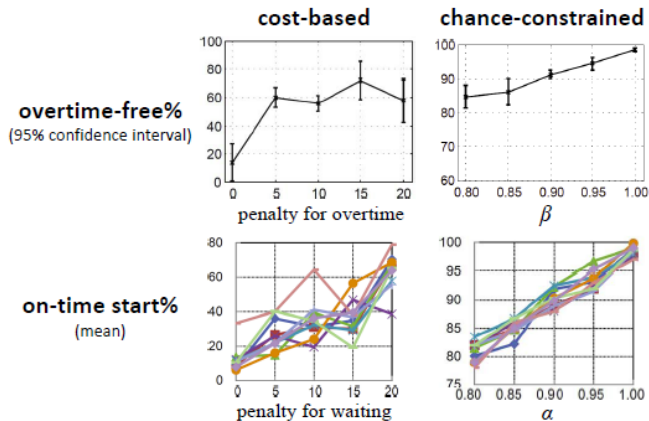 cost-based
chance-constrained
overtime-free%
(95% confidence interval)
100
80
60
40
20
0
0 5 10 15 20
penalty for overtime
100
90
80
70
60
0.80 0.85 0.90 0.95 1.00
β
on-time start%
(mean)
80
60
40
20
0
0 5 10 15 20
penalty for waiting
100
95
90
85
80
75
0.80 0.85 0.90 0.95 1.00
α